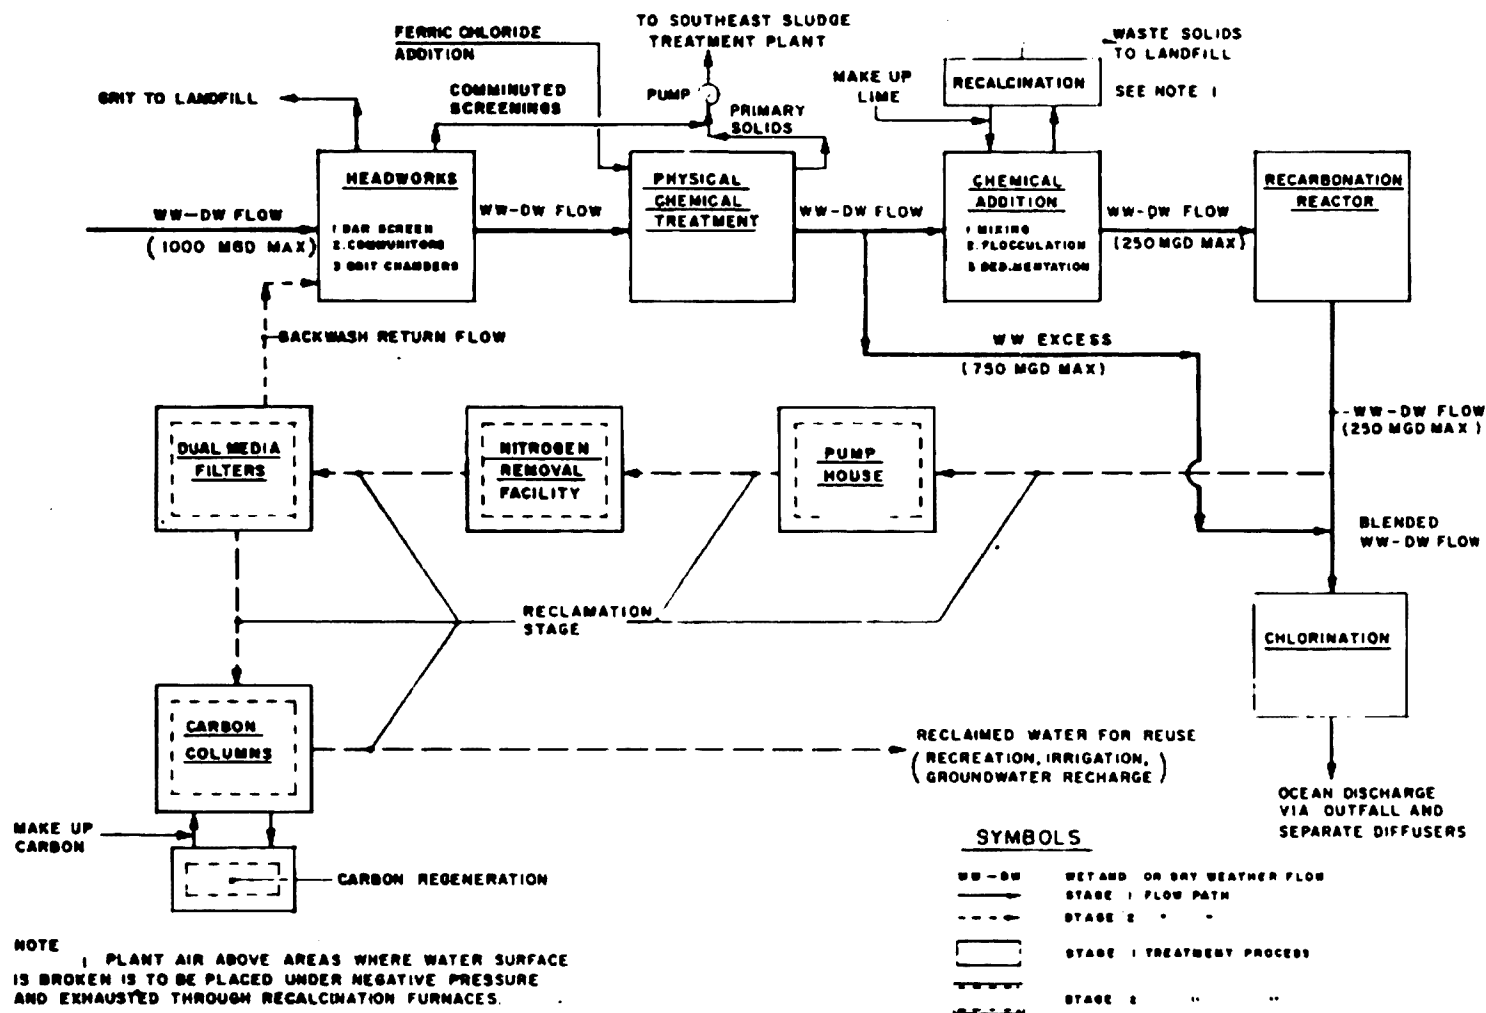 TO SOUTHEAST SLUDGE
TREATMENT PLANT
FERRIC CHLORIDE
ADDITION
WASTE SOLIDS
TO LANDFILL
SEE NOTE 1
RECALCINATION
MAKE UP
LIME
GRIT TO LANDFILL
COMMINUTED
SCREENINGS
PUMP
PRIMARY
SOLIDS
WW-DW FLOW
(1000 MGD MAX)
HEADWORKS
1 BAR SCREEN
2. COMMUNITORS
3 GRIT CHAMBERS
WW-DW FLOW
PHYSICAL
CHEMICAL
TREATMENT
WW-DW FLOW
CHEMICAL
ADDITION
1 MIXING
2. FLOCCULATION
3 SED.MENTATION
WW-DW FLOW
(250 MGD MAX)
RECARBONATION
REACTOR
BACKWASH RETURN FLOW
WW EXCESS
(750 MGD MAX)
WW-DW FLOW
(250 MGD MAX)
DUAL MEDIA
FILTERS
NITROGEN
REMOVAL
FACILITY
PUMP
HOUSE
BLENDED
WW-DW FLOW
RECLAMATION
STAGE
CHLORINATION
CARBON
COLUMNS
RECLAIMED WATER FOR REUSE
(RECREATION, IRRIGATION,
GROUNDWATER RECHARGE)
OCEAN DISCHARGE
VIA OUTFALL AND
SEPARATE DIFFUSERS
MAKE UP
CARBON
CARBON REGENERATION
SYMBOLS
WW-DW WET AND OR DRY WEATHER FLOW
STAGE 1 FLOW PATH
STAGE 2 " "
STAGE 1 TREATMENT PROCESS
STAGE 2 " "
NOTE
1 PLANT AIR ABOVE AREAS WHERE WATER SURFACE
IS BROKEN IS TO BE PLACED UNDER NEGATIVE PRESSURE
AND EXHAUSTED THROUGH RECALCINATION FURNACES.